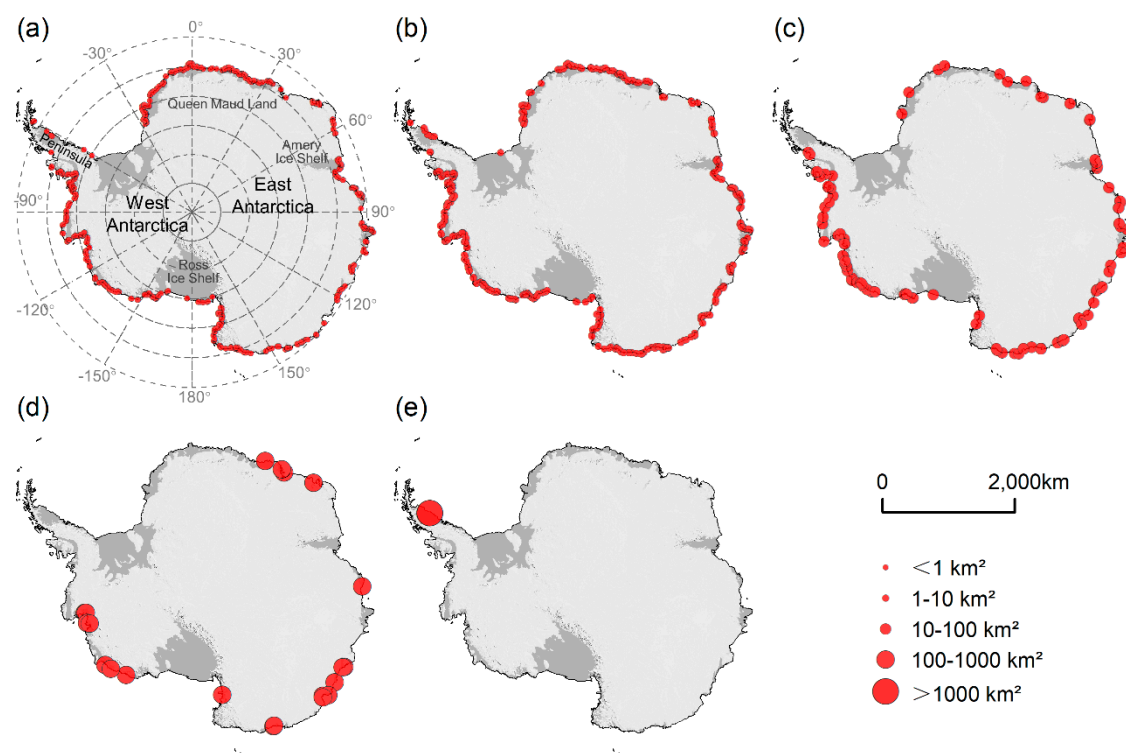 (a)
(b)
(c)
0°
-30°
30°
Queen Maud Land
60°
Peninsula
Amery
Ice Shelf
-90°
90°
West
Antarctica
East
Antarctica
Ross
Ice Shelf
-120°
120°
-150°
150°
180°
(d)
(e)
0
2,000km
<1 km²
1-10 km²
10-100 km²
100-1000 km²
>1000 km²